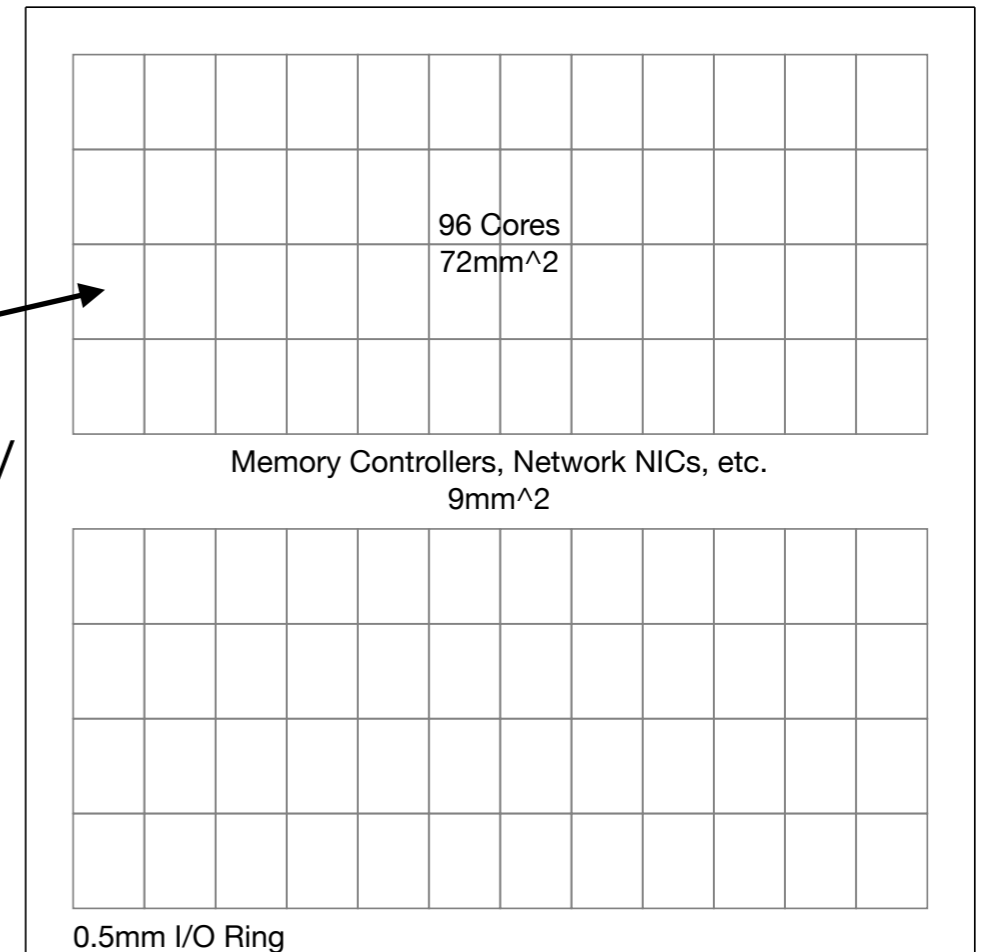 96 Cores
72mm^2
Memory Controllers, Network NICs, etc.
9mm^2
0.5mm I/O Ring